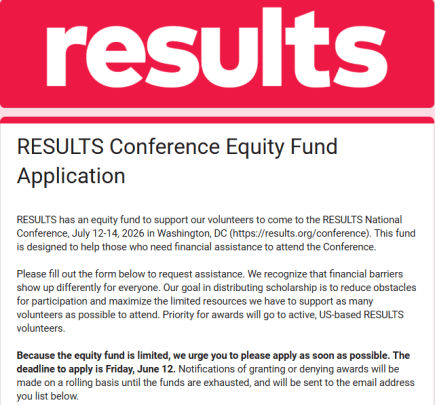 results
RESULTS Conference Equity Fund
Application
RESULTS has an equity fund to support our volunteers to come to the RESULTS National
Conference, July 12-14, 2026 in Washington, DC (https://results.org/conference). This fund
is designed to help those who need financial assistance to attend the Conference.
Please fill out the form below to request assistance. We recognize that financial barriers
show up differently for everyone. Our goal in distributing scholarship is to reduce obstacles
for participation and maximize the limited resources we have to support as many
volunteers as possible to attend. Priority for awards will go to active, US-based RESULTS
volunteers.
Because the equity fund is limited, we urge you to please apply as soon as possible. The
deadline to apply is Friday, June 12. Notifications of granting or denying awards will be
made on a rolling basis until the funds are exhausted, and will be sent to the email address
you list below.